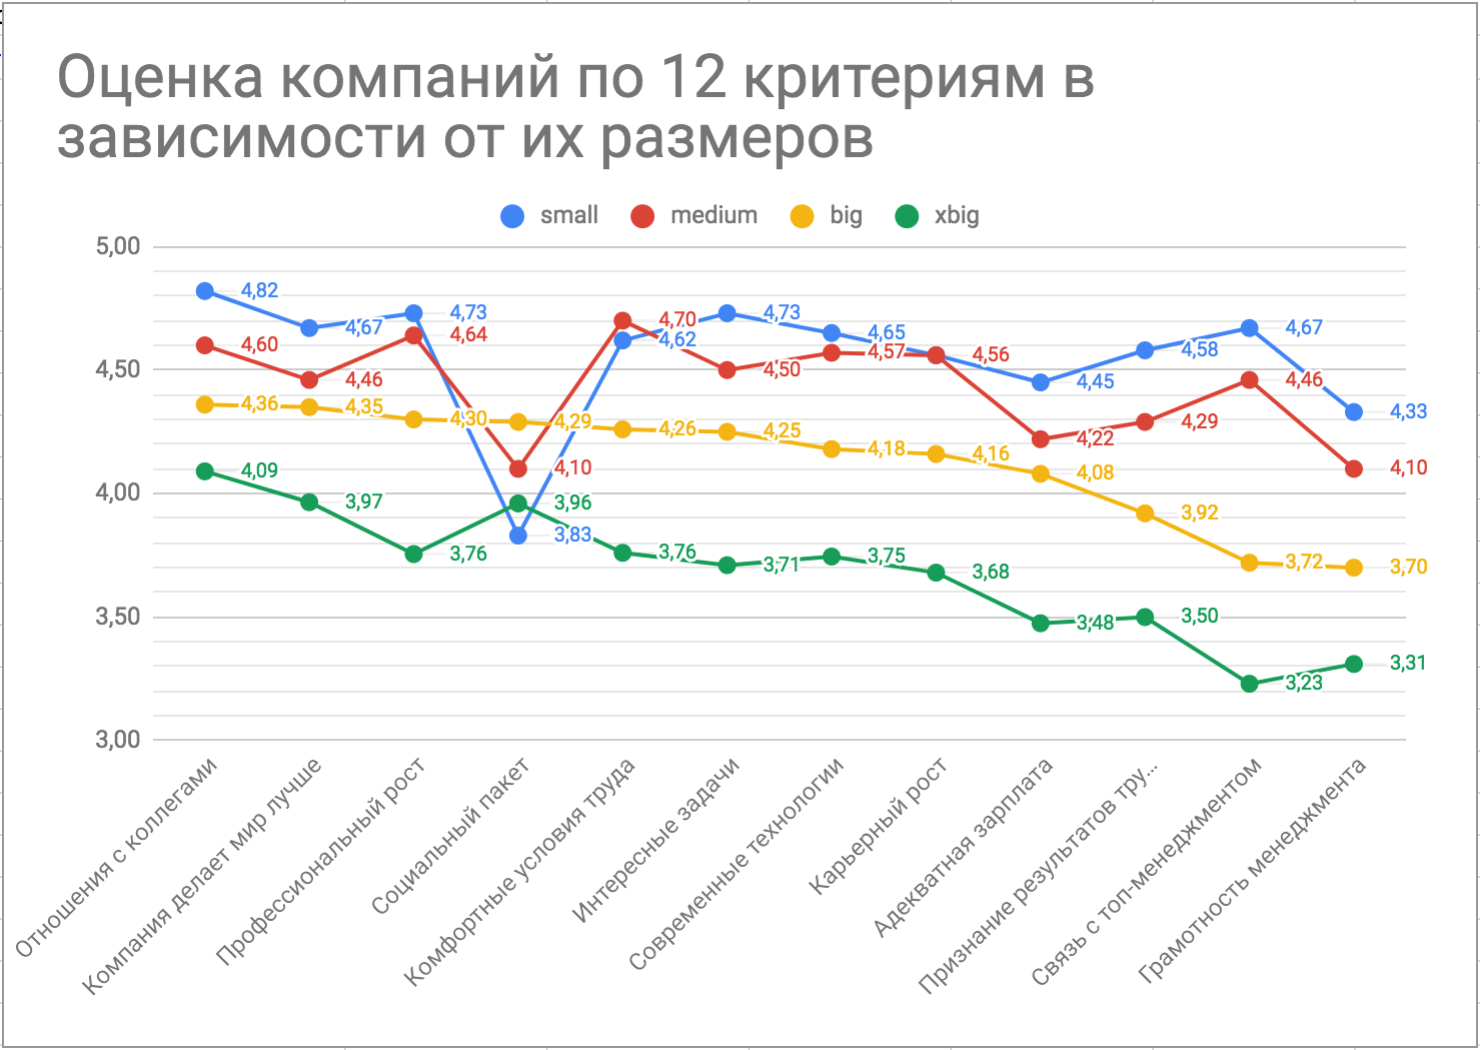 Оценка компаний по 12 критериям в
зависимости от их размеров
small medium big xbig
5,00
4,50
4,00
3,50
3,00
4,82 4,67 4,73 3,83 4,62 4,73 4,65 4,45 4,58 4,67 4,33
4,60 4,46 4,64 4,10 4,70 4,50 4,57 4,56 4,22 4,29 4,46 4,10
4,36 4,35 4,30 4,29 4,26 4,25 4,18 4,16 4,08 3,92 3,72 3,70
4,09 3,97 3,76 3,96 3,76 3,71 3,75 3,68 3,48 3,50 3,23 3,31
Отношения с коллегами
Компания делает мир лучше
Профессиональный рост
Социальный пакет
Комфортные условия труда
Интересные задачи
Современные технологии
Карьерный рост
Адекватная зарплата
Признание результатов тру...
Связь с топ-менеджментом
Грамотность менеджмента